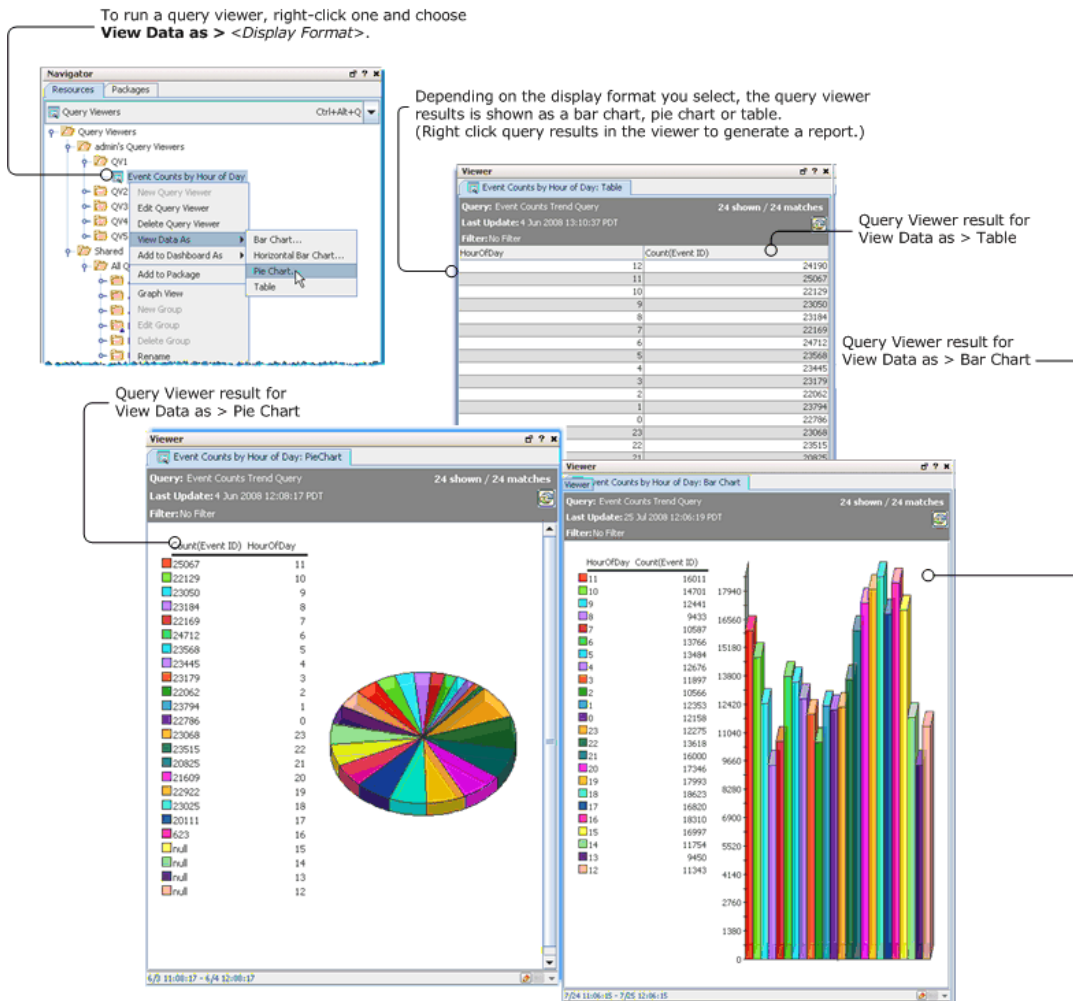 To run a query viewer, right-click one and choose
View Data as > <Display Format>.
Navigator
Resources
Packages
Query Viewers
Ctrl+Alt+Q
Query Viewers
admin's Query Viewers
QV1
Event Counts by Hour of Day
QV2
QV3
QV4
QV5
Shared
All Q
New Query Viewer
Edit Query Viewer
Delete Query Viewer
View Data As
Add to Dashboard As
Add to Package
Graph View
New Group
Edit Group
Delete Group
Rename
Bar Chart...
Horizontal Bar Chart...
Pie Chart...
Table
Depending on the display format you select, the query viewer
results is shown as a bar chart, pie chart or table.
(Right click query results in the viewer to generate a report.)
Viewer
Event Counts by Hour of Day: Table
Query: Event Counts Trend Query 24 shown / 24 matches
Last Update: 4 Jun 2008 13:10:37 PDT
Filter: No Filter
HourOfDay Count(Event ID)
12 24190
11 25067
10 22129
9 23050
8 23184
7 22169
6 24712
5 23568
4 23445
3 23179
2 22062
1 23794
0 22786
23 23068
22 23515
21 20825
Query Viewer result for
View Data as > Table
Query Viewer result for
View Data as > Bar Chart
Query Viewer result for
View Data as > Pie Chart
Viewer
Event Counts by Hour of Day: PieChart
Query: Event Counts Trend Query 24 shown / 24 matches
Last Update: 4 Jun 2008 12:08:17 PDT
Filter: No Filter
Count(Event ID) HourOfDay
25067 11
22129 10
23050 9
23184 8
22169 7
24712 6
23568 5
23445 4
23179 3
22062 2
23794 1
22786 0
23068 23
23515 22
20825 21
21609 20
22922 19
23025 18
20111 17
623 16
null 15
null 14
null 13
null 12
6/3 11:08:17 - 6/4 12:08:17
Viewer
Viewer
ent Counts by Hour of Day: Bar Chart
Query: Event Counts Trend Query 24 shown / 24 matches
Last Update: 25 Jul 2008 12:06:19 PDT
Filter: No Filter
HourOfDay Count(Event ID)
11 16011
10 14701
9 12441
8 9433
7 10587
6 13766
5 13484
4 12676
3 11897
2 10566
1 12353
0 12158
23 12275
22 13618
21 16000
20 17346
19 17993
18 18623
17 16820
16 18310
15 16997
14 11754
13 9450
12 11343
17940
16560
15180
13800
12420
11040
9660
8280
6900
5520
4140
2760
1380
0
7/24 11:06:15 - 7/25 12:06:15